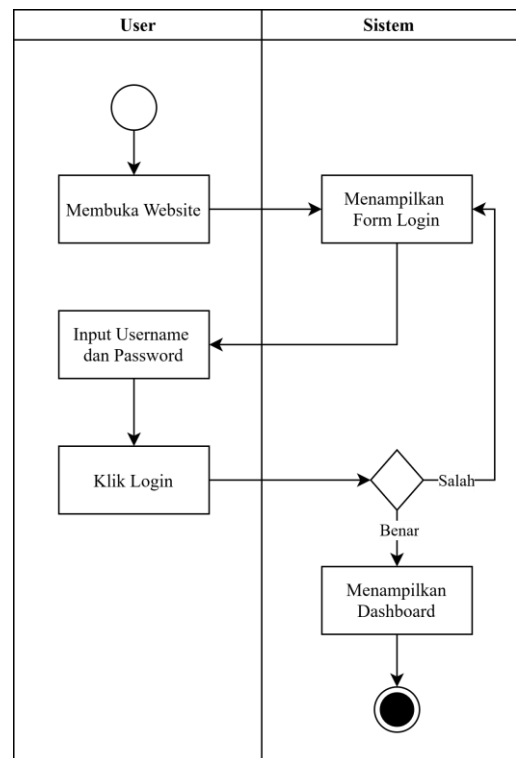 User
Sistem
Membuka Website
Menampilkan
Form Login
Input Username
dan Password
Klik Login
Salah
Benar
Menampilkan
Dashboard